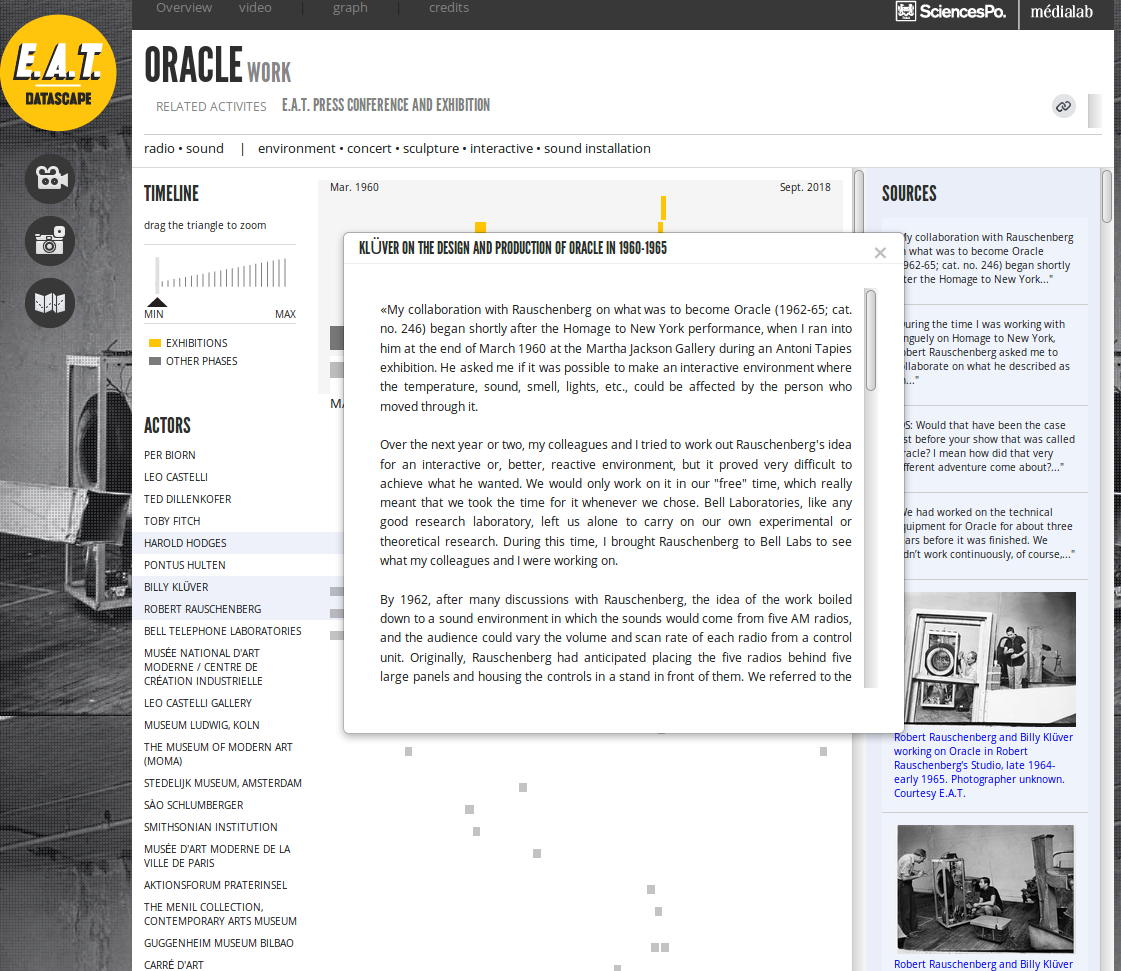 Overview video | graph | credits
SciencesPo. médialab
E.A.T.
DATASCAPE
ORACLE WORK
RELATED ACTIVITES E.A.T. PRESS CONFERENCE AND EXHIBITION
radio • sound | environment • concert • sculpture • interactive • sound installation
TIMELINE
drag the triangle to zoom
MIN MAX
EXHIBITIONS
OTHER PHASES
Mar. 1960 Sept. 2018
ACTORS
PER BIORN
LEO CASTELLI
TED DILLENKOFER
TOBY FITCH
HAROLD HODGES
PONTUS HULTEN
BILLY KLÜVER
ROBERT RAUSCHENBERG
BELL TELEPHONE LABORATORIES
MUSÉE NATIONAL D'ART
MODERNE / CENTRE DE
CRÉATION INDUSTRIELLE
LEO CASTELLI GALLERY
MUSEUM LUDWIG, KOLN
THE MUSEUM OF MODERN ART
(MOMA)
STEDELIJK MUSEUM, AMSTERDAM
SÀO SCHLUMBERGER
SMITHSONIAN INSTITUTION
MUSÉE D'ART MODERNE DE LA
VILLE DE PARIS
AKTIONSFORUM PRATERINSEL
THE MENIL COLLECTION,
CONTEMPORARY ARTS MUSEUM
GUGGENHEIM MUSEUM BILBAO
CARRÉ D'ART
KLÜVER ON THE DESIGN AND PRODUCTION OF ORACLE IN 1960-1965
×
«My collaboration with Rauschenberg on what was to become Oracle (1962-65; cat.
no. 246) began shortly after the Homage to New York performance, when I ran into
him at the end of March 1960 at the Martha Jackson Gallery during an Antoni Tapies
exhibition. He asked me if it was possible to make an interactive environment where
the temperature, sound, smell, lights, etc., could be affected by the person who
moved through it.
Over the next year or two, my colleagues and I tried to work out Rauschenberg's idea
for an interactive or, better, reactive environment, but it proved very difficult to
achieve what he wanted. We would only work on it in our "free" time, which really
meant that we took the time for it whenever we chose. Bell Laboratories, like any
good research laboratory, left us alone to carry on our own experimental or
theoretical research. During this time, I brought Rauschenberg to Bell Labs to see
what my colleagues and I were working on.
By 1962, after many discussions with Rauschenberg, the idea of the work boiled
down to a sound environment in which the sounds would come from five AM radios,
and the audience could vary the volume and scan rate of each radio from a control
unit. Originally, Rauschenberg had anticipated placing the five radios behind five
large panels and housing the controls in a stand in front of them. We referred to the
SOURCES
My collaboration with Rauschenberg
what was to become Oracle
962-65; cat. no. 246) began shortly
ter the Homage to New York..."
uring the time I was working with
nguely on Homage to New York,
obert Rauschenberg asked me to
llaborate on what he described as
..."
S: Would that have been the case
st before your show that was called
racle? I mean how did that very
fferent adventure come about?..."
We had worked on the technical
quipment for Oracle for about three
ars before it was finished. We
dn't work continuously, of course,..."
Robert Rauschenberg and Billy Klüver
working on Oracle in Robert
Rauschenberg's Studio, late 1964-
early 1965. Photographer unknown.
Courtesy E.A.T.
Robert Rauschenberg and Billy Klüver